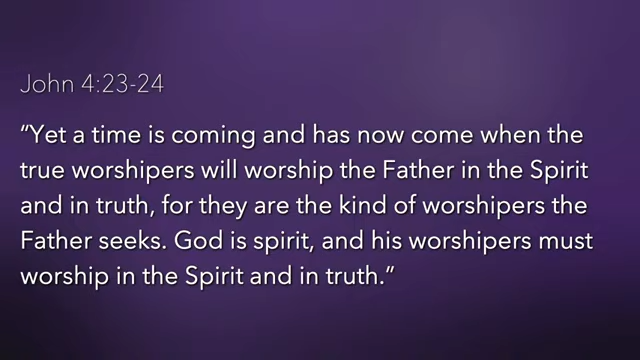 John 4:23-24
“Yet a time is coming and has now come when the
true worshipers will worship the Father in the Spirit
and in truth, for they are the kind of worshipers the
Father seeks. God is spirit, and his worshipers must
worship in the Spirit and in truth.”